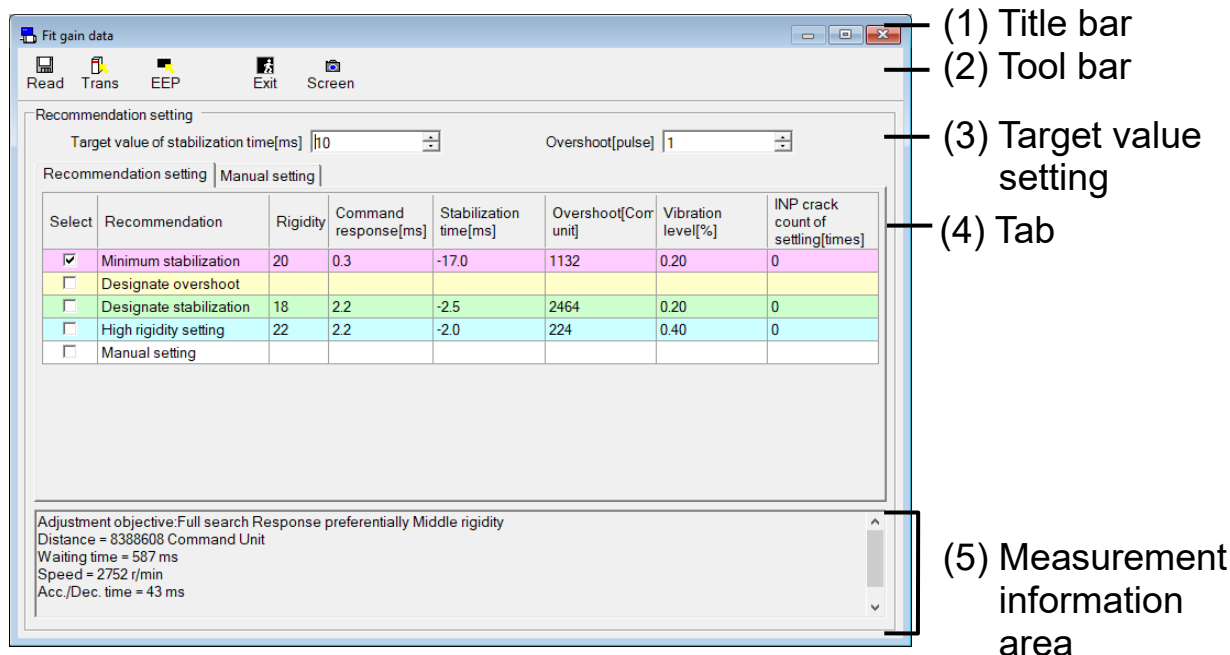 Fit gain data
(1) Title bar
Read Trans EEP Exit Screen
(2) Tool bar
Recommendation setting
Target value of stabilization time[ms] 10 Overshoot[pulse] 1
(3) Target value
setting
Recommendation setting Manual setting
(4) Tab
Select Recommendation Rigidity Command response[ms] Stabilization time[ms] Overshoot[Com unit] Vibration level[%] INP crack count of settling[times]
Minimum stabilization 20 0.3 -17.0 1132 0.20 0
Designate overshoot
Designate stabilization 18 2.2 -2.5 2464 0.20 0
High rigidity setting 22 2.2 -2.0 224 0.40 0
Manual setting
Adjustment objective:Full search Response preferentially Middle rigidity
Distance = 8388608 Command Unit
Waiting time = 587 ms
Speed = 2752 r/min
Acc./Dec. time = 43 ms
(5) Measurement
information
area